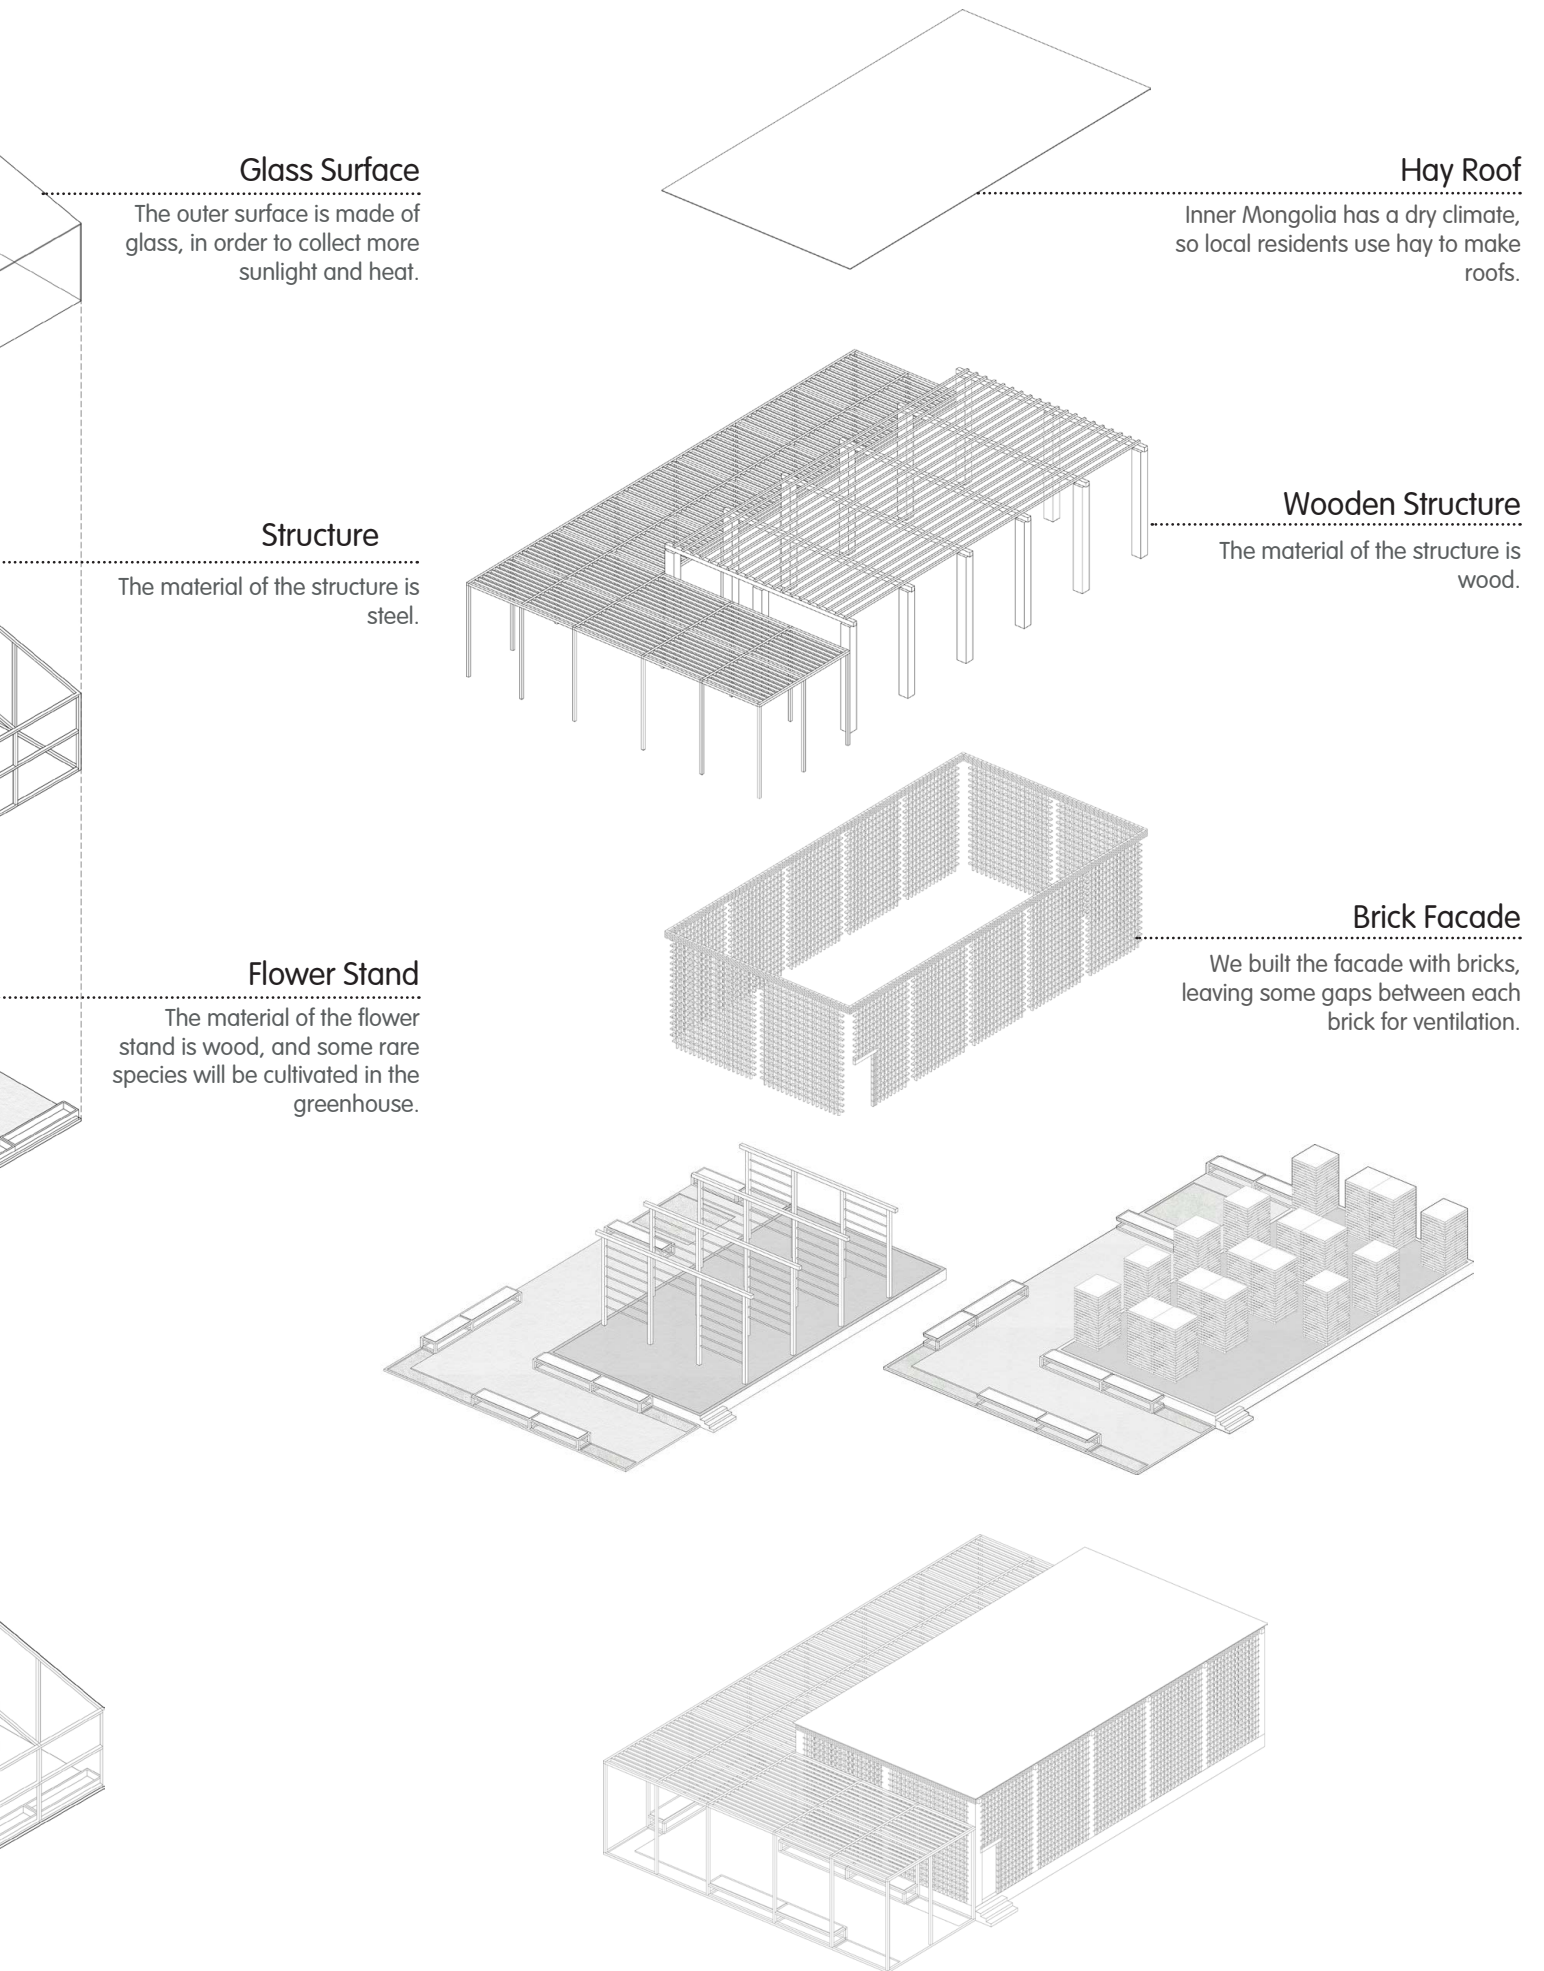 Glass Surface
The outer surface is made of
glass, in order to collect more
sunlight and heat.
Structure
The material of the structure is
steel.
Flower Stand
The material of the flower
stand is wood, and some rare
species will be cultivated in the
greenhouse.
Hay Roof
Inner Mongolia has a dry climate,
so local residents use hay to make
roofs.
Wooden Structure
The material of the structure is
wood.
Brick Facade
We built the facade with bricks,
leaving some gaps between each
brick for ventilation.